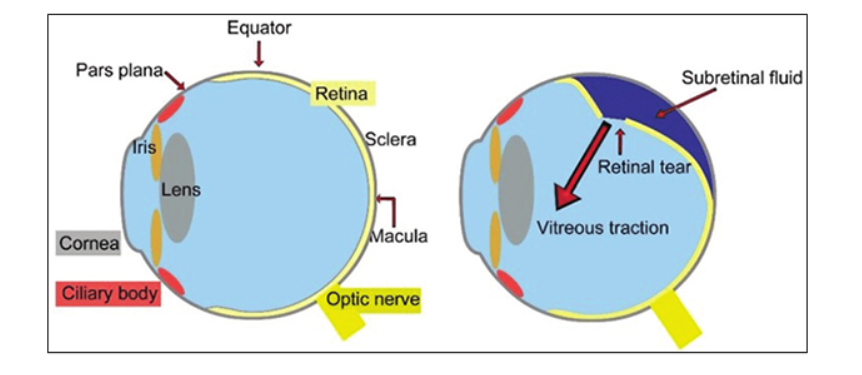 Equator
Pars plana
Retina
Iris
Sclera
Lens
Macula
Cornea
Ciliary body
Optic nerve
Subretinal fluid
Retinal tear
Vitreous traction